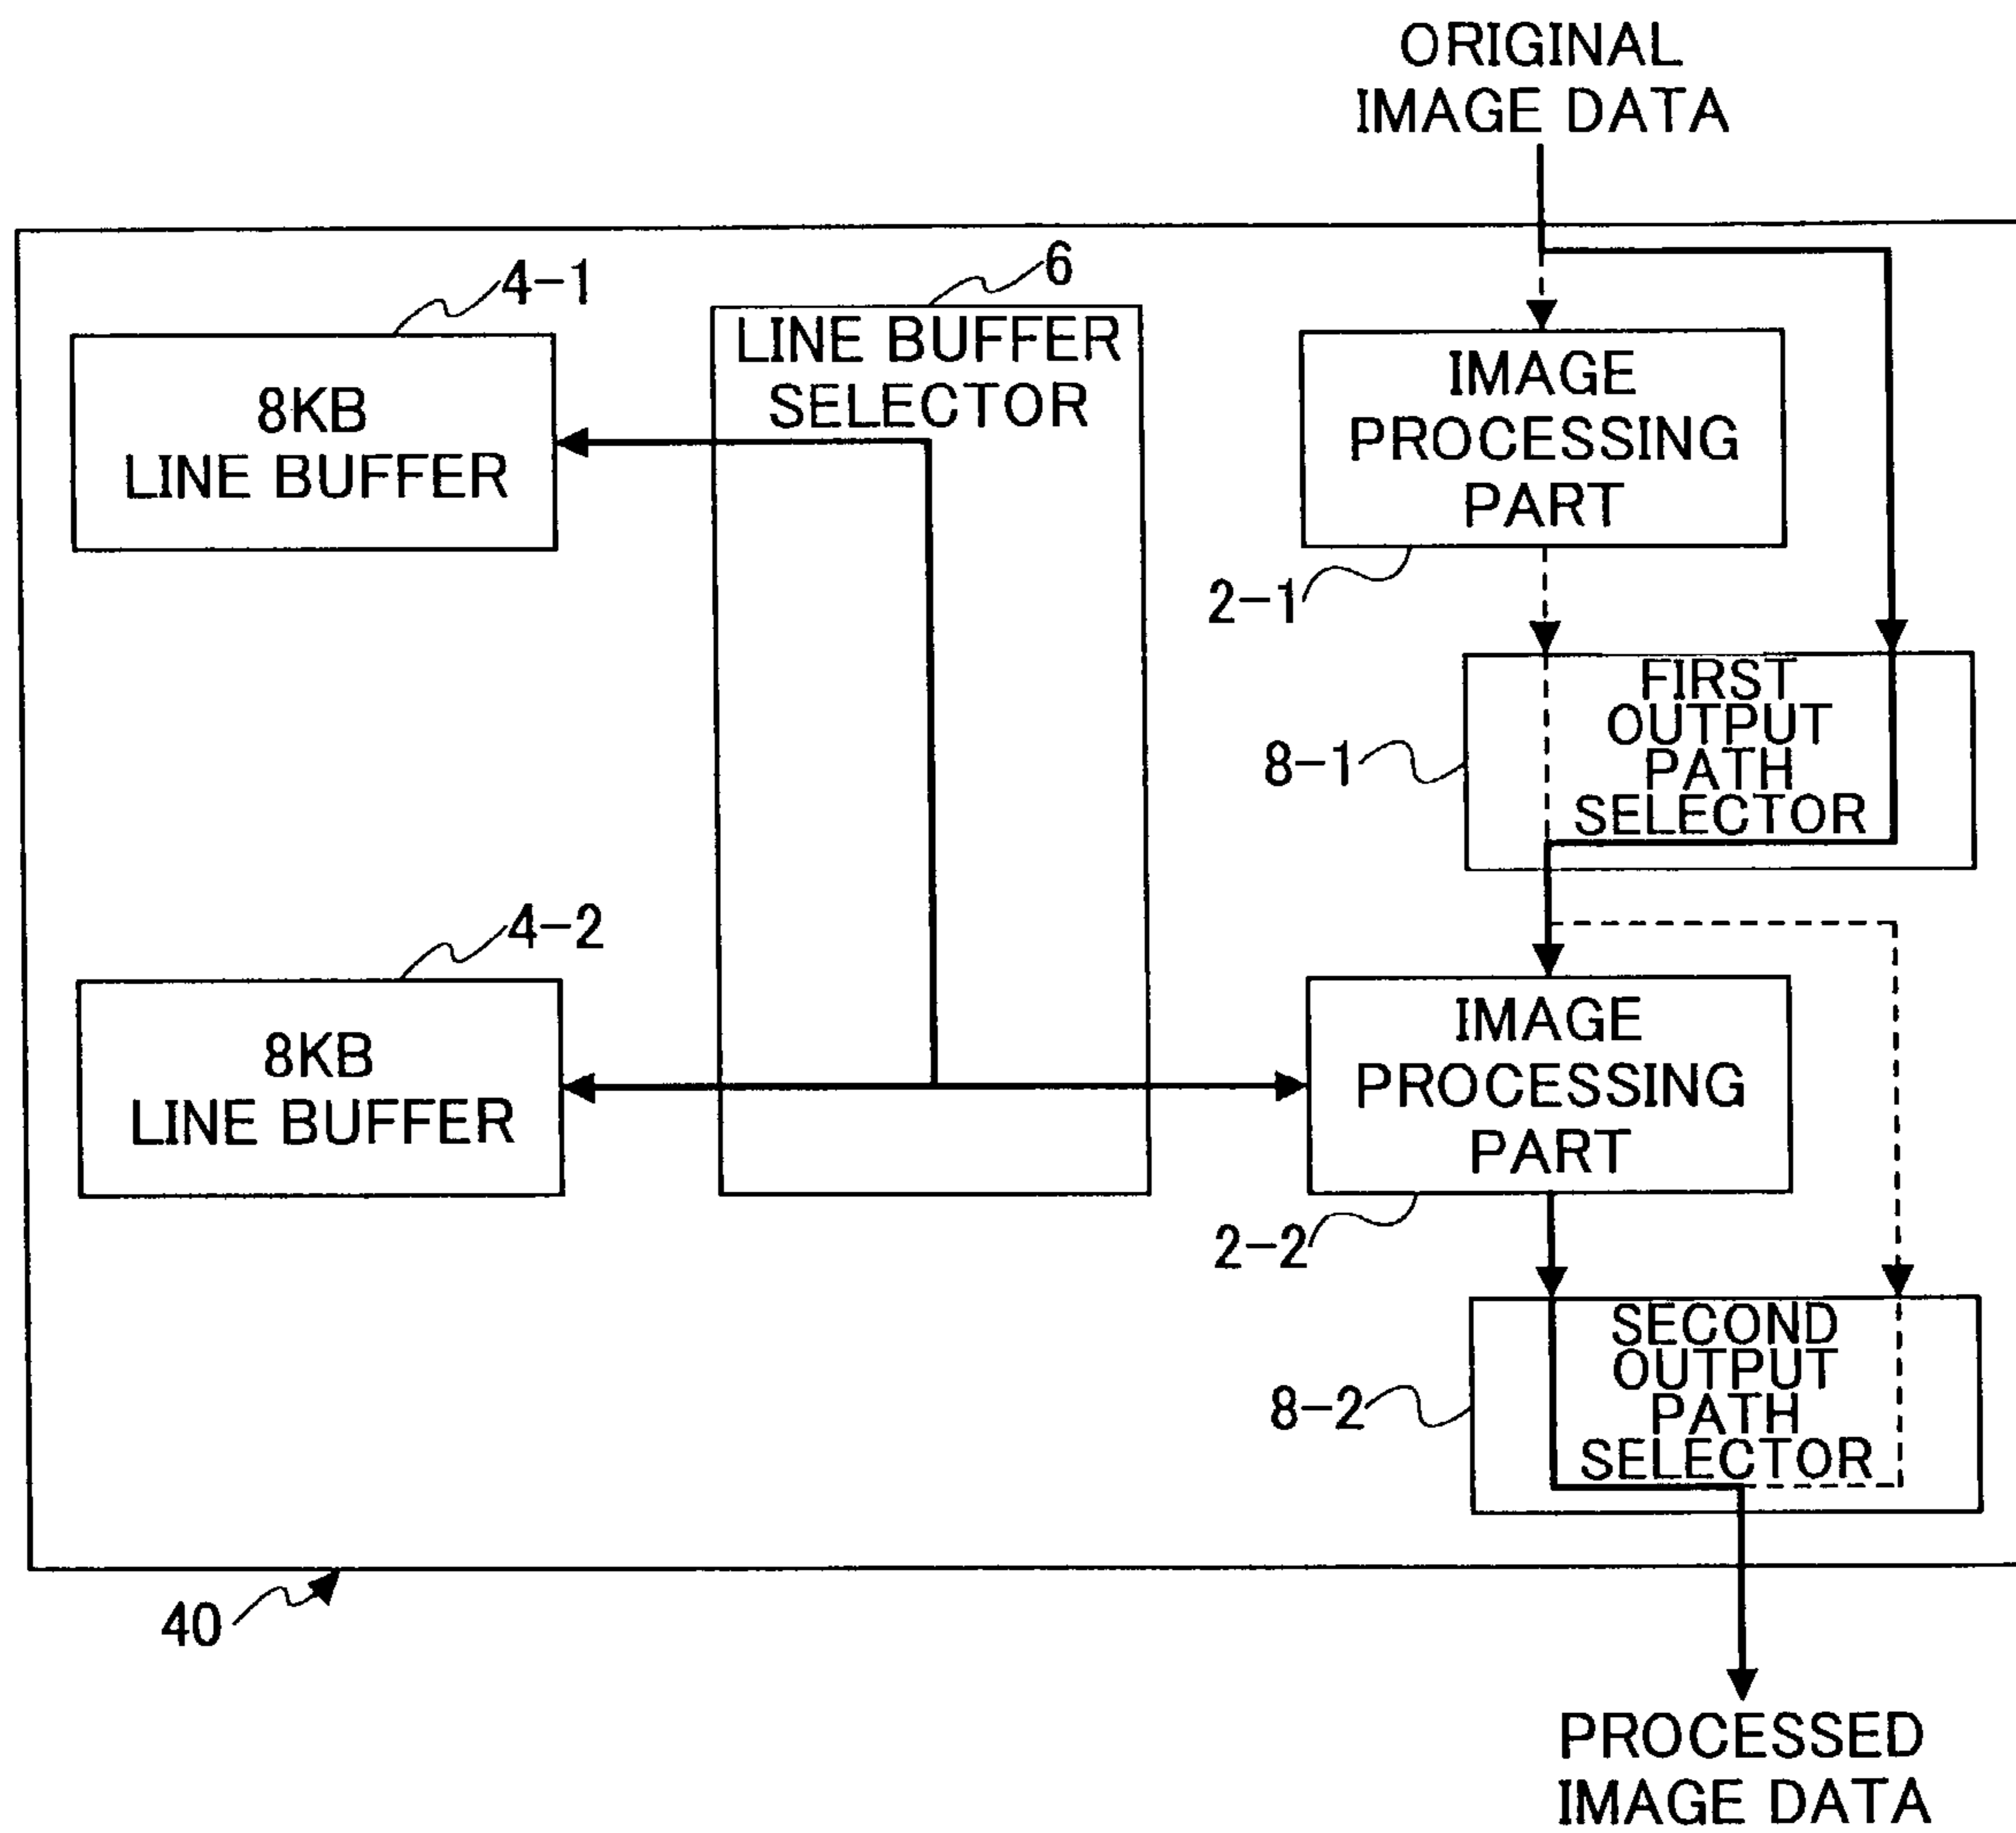 ORIGINAL
IMAGE DATA
4-1
6
8KB
LINE BUFFER
LINE BUFFER
SELECTOR
IMAGE
PROCESSING
PART
2-1
FIRST
OUTPUT
PATH
SELECTOR
8-1
4-2
8KB
LINE BUFFER
IMAGE
PROCESSING
PART
2-2
SECOND
OUTPUT
PATH
SELECTOR
8-2
40
PROCESSED
IMAGE DATA